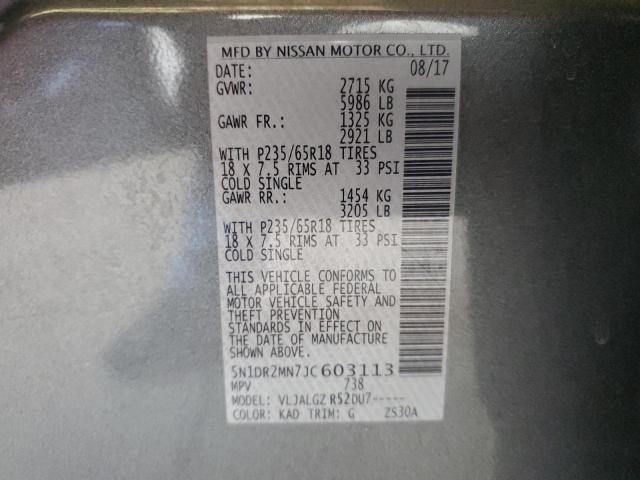 MFD BY NISSAN MOTOR CO., LTD.
DATE: 08/17
GVWR: 2715 KG
5986 LB
GAWR FR.: 1325 KG
2921 LB
WITH P235/65R18 TIRES
18 X 7.5 RIMS AT 33 PSI
COLD SINGLE
GAWR RR.: 1454 KG
3205 LB
WITH P235/65R18 TIRES
18 X 7.5 RIMS AT 33 PSI
COLD SINGLE
THIS VEHICLE CONFORMS TO
ALL APPLICABLE FEDERAL
MOTOR VEHICLE SAFETY AND
THEFT PREVENTION
STANDARDS IN EFFECT ON
THE DATE OF MANUFACTURE
SHOWN ABOVE.
5N1DR2MN7JC603113
MPV 738
MODEL: VLJALGZ R52DU7-----
COLOR: KAD TRIM: G ZS30A